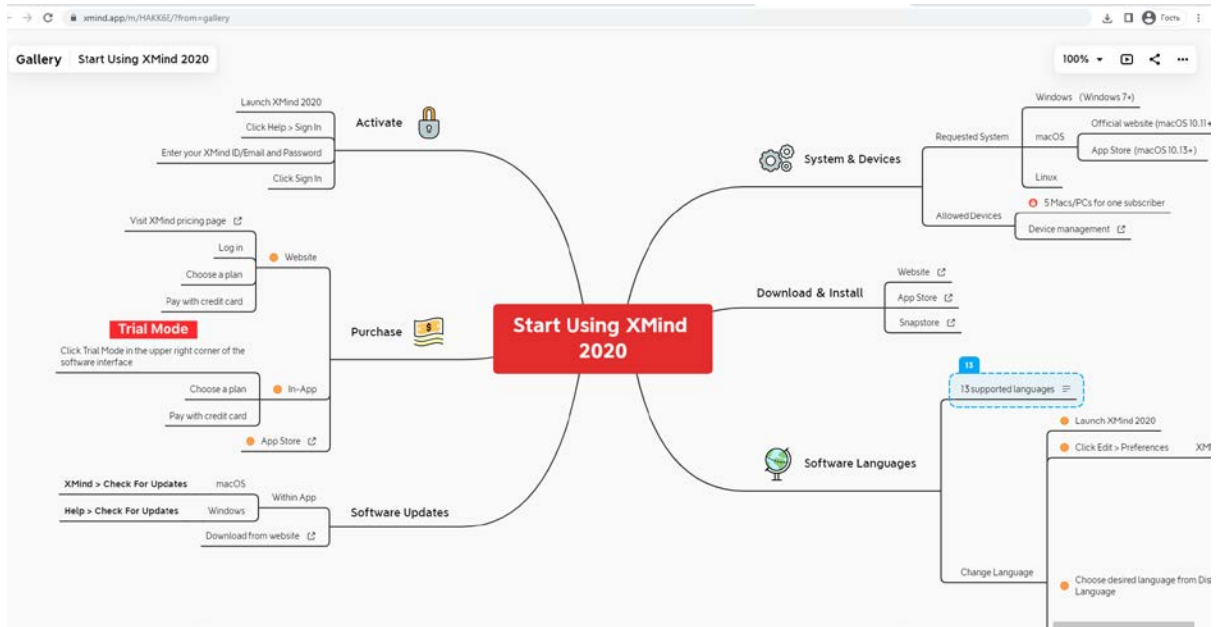 xmind.app/m/HAKK6E/?from=gallery
Гость
Gallery
Start Using XMind 2020
100%
Launch XMind 2020
Click Help > Sign In
Enter your XMind ID/Email and Password
Click Sign In
Activate
Visit XMind pricing page
Log in
Choose a plan
Pay with credit card
Website
Trial Mode
Click Trial Mode in the upper right corner of the
software interface
Choose a plan
Pay with credit card
In-App
App Store
Purchase
XMind > Check For Updates
macOS
Help > Check For Updates
Windows
Within App
Download from website
Software Updates
Start Using XMind
2020
System & Devices
Requested System
Windows (Windows 7+)
macOS
Official website (macOS 10.11+
App Store (macOS 10.13+)
Linux
Allowed Devices
5 Macs/PCs for one subscriber
Device management
Download & Install
Website
App Store
Snapstore
Software Languages
13
13 supported languages
Change Language
Launch XMind 2020
Click Edit > Preferences
XM
Choose desired language from Dis
Language